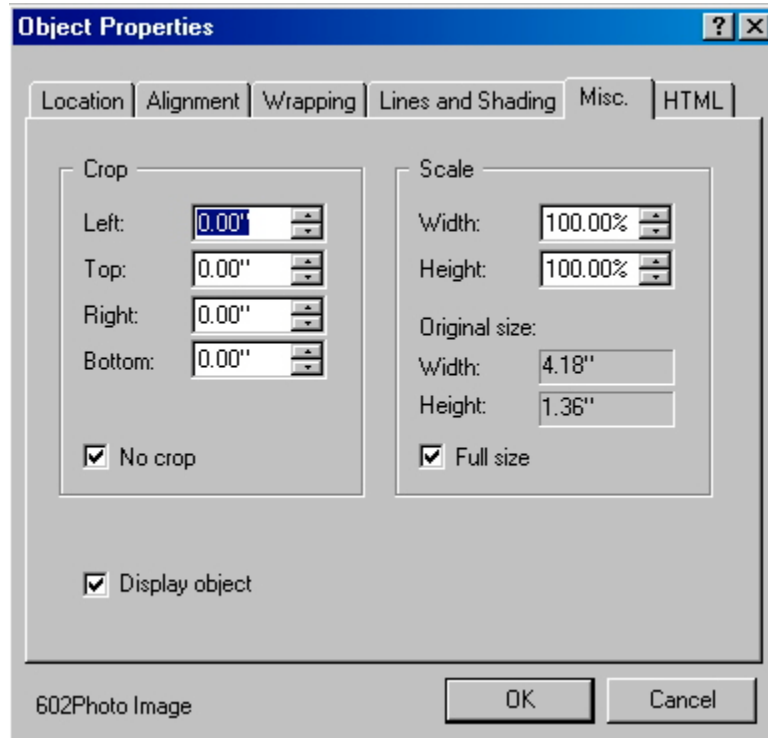 Object Properties
Location Alignment Wrapping Lines and Shading Misc. HTML
Crop
Left: 0.00"
Top: 0.00"
Right: 0.00"
Bottom: 0.00"
No crop
Scale
Width: 100.00%
Height: 100.00%
Original size:
Width: 4.18"
Height: 1.36"
Full size
Display object
602Photo Image
OK Cancel